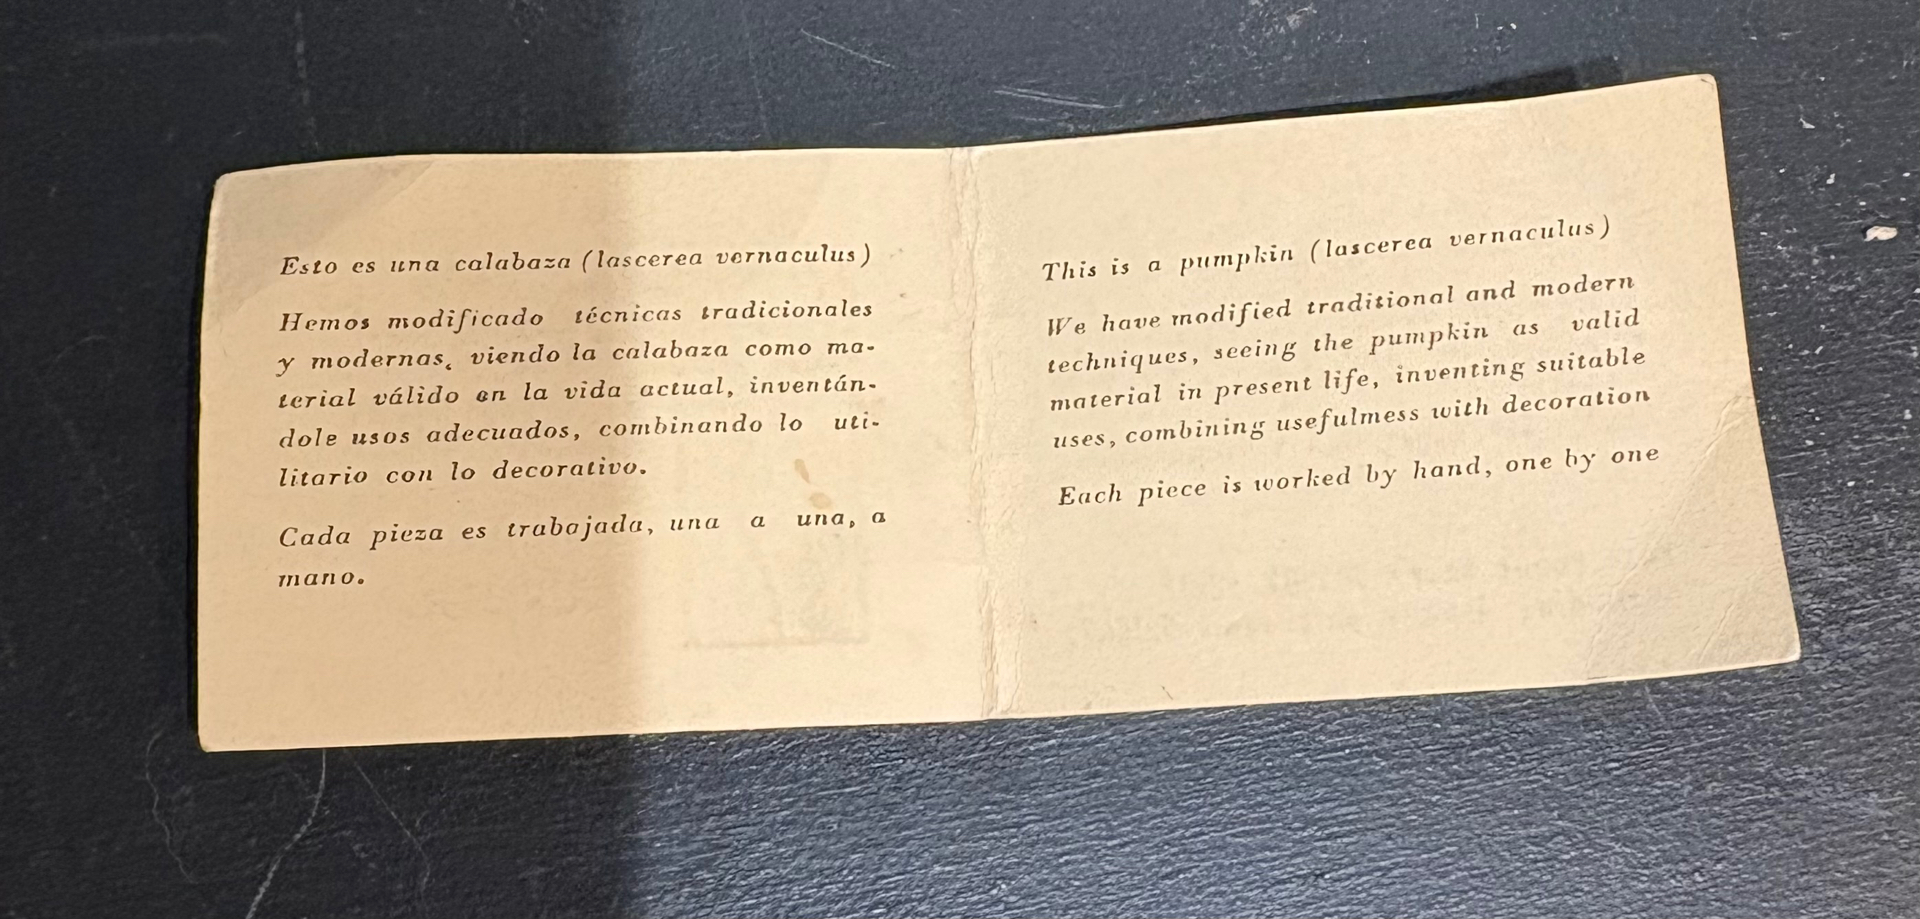 Esto es una calabaza (lascerea vernaculus)
Hemos modificado técnicas tradicionales
y modernas, viendo la calabaza como ma-
terial válido en la vida actual, inventán-
dole usos adecuados, combinando lo uti-
litario con lo decorativo.
Cada pieza es trabajada, una a una, a
mano.
This is a pumpkin (lascerea vernaculus)
We have modified traditional and modern
techniques, seeing the pumpkin as valid
material in present life, inventing suitable
uses, combining usefulmess with decoration
Each piece is worked by hand, one by one